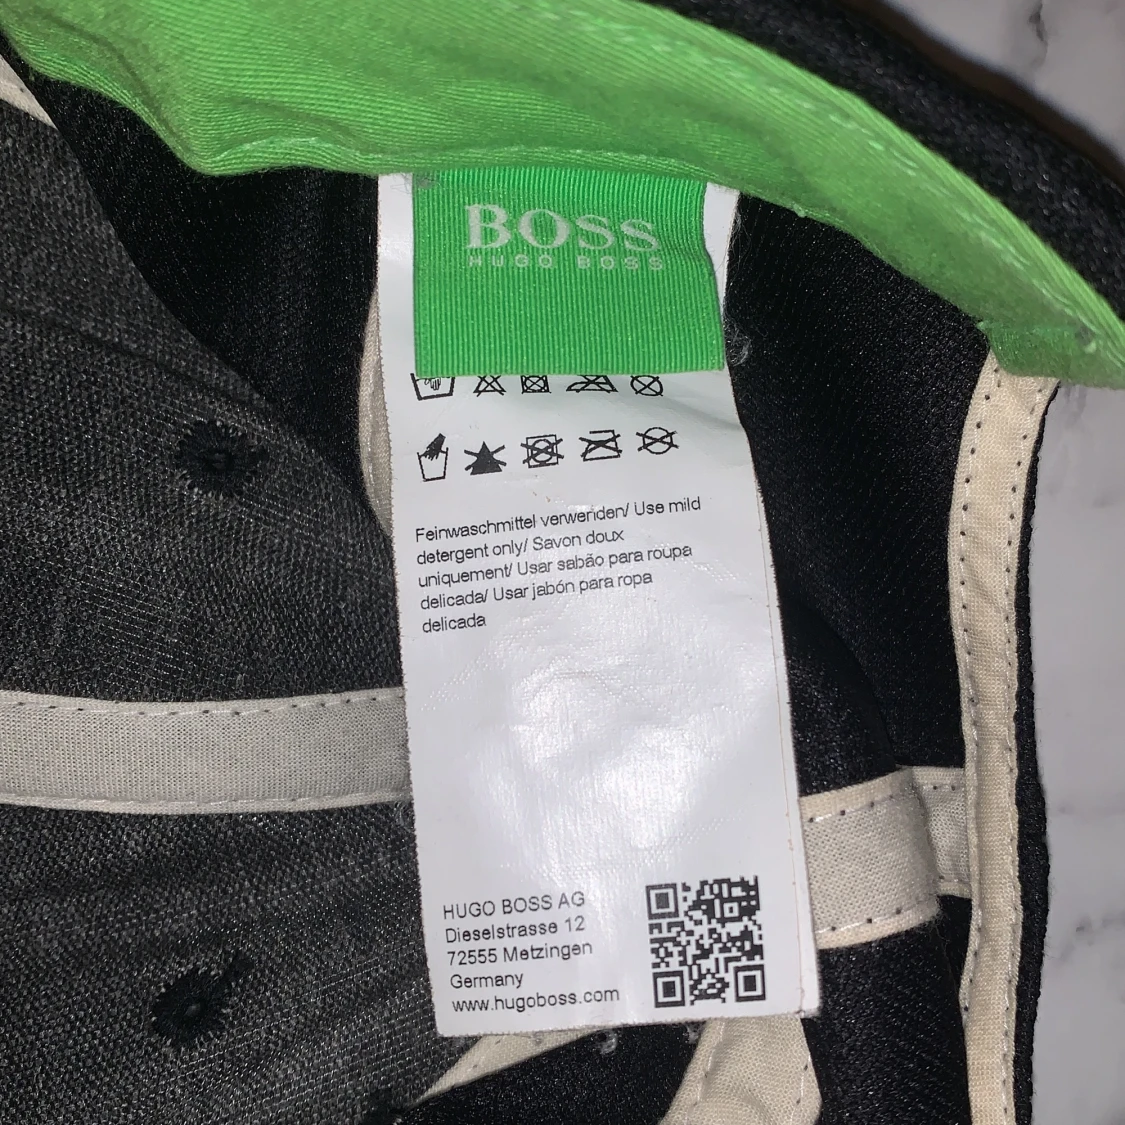 BOSS
HUGO BOSS
Feinwaschmittel verwenden/ Use mild
detergent only/ Savon doux
uniquement/ Usar sabão para roupa
delicada/ Usar jabón para ropa
delicada
HUGO BOSS AG
Dieselstrasse 12
72555 Metzingen
Germany
www.hugoboss.com